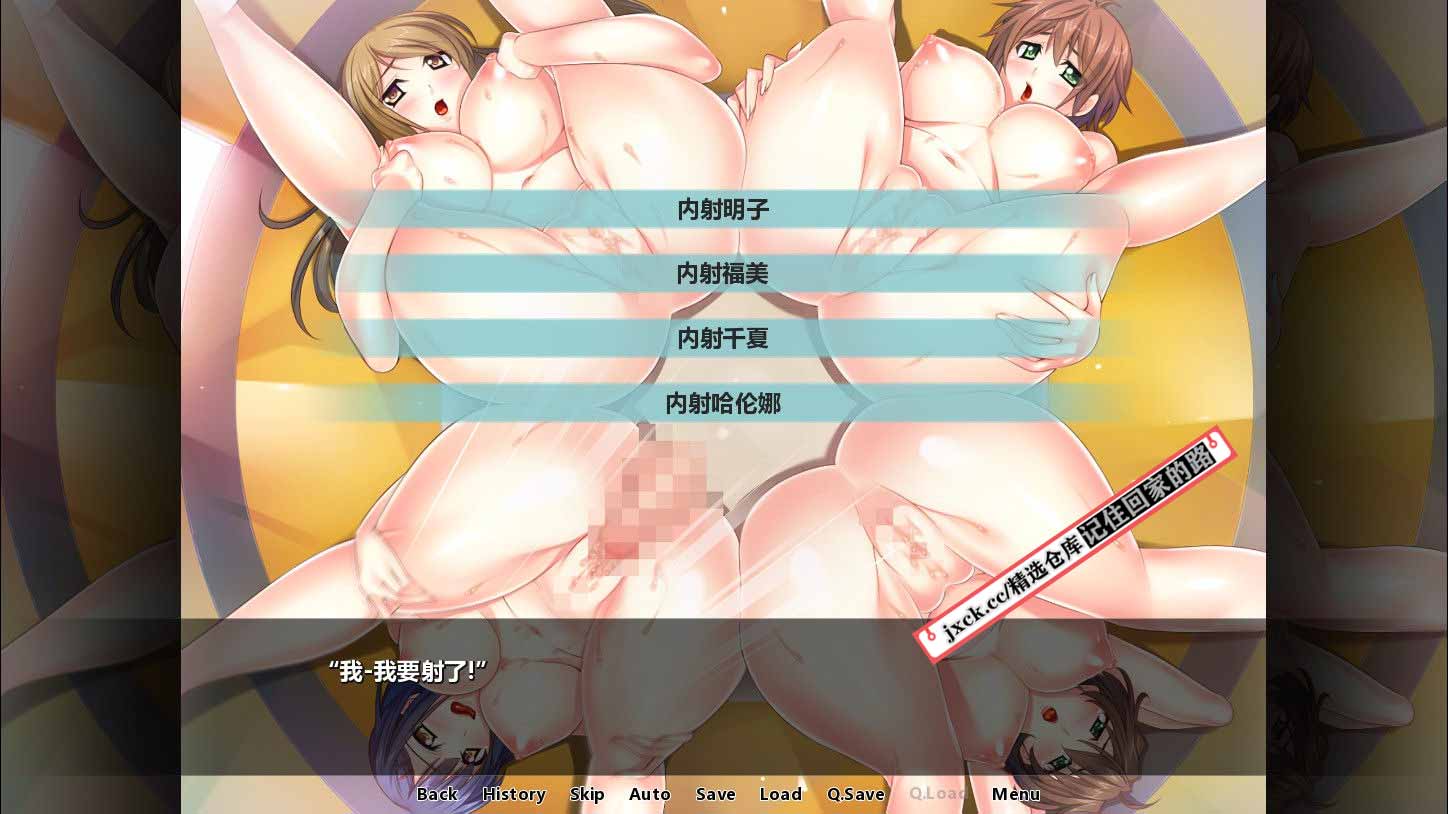 内射明子
内射福美
内射千夏
内射哈伦娜
jxck.cc/精选仓库记住回家的路
“我-我要射了!”
Back History Skip Auto Save Load Q.Save Q.Load Menu